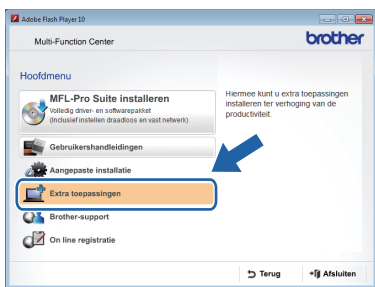 Adobe Flash Player 10
Multi-Function Center
brother
Hoofdmenu
MFL-Pro Suite installeren
Volledig driver- en softwarepakket
(inclusief instellen draadloos en vast netwerk)
Hiermee kunt u extra toepassingen
installeren ter verhoging van de
productiviteit.
Gebruikershandleidingen
Aangepaste installatie
Extra toepassingen
Brother-support
On line registratie
Terug
Afsluiten